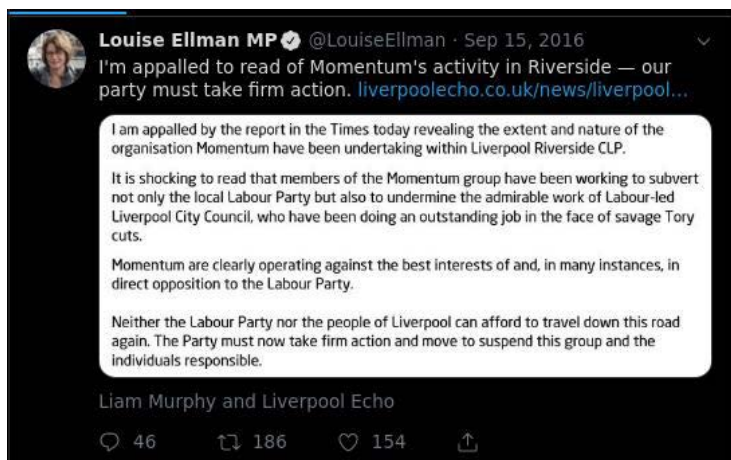 Louise Ellman MP @LouiseEllman · Sep 15, 2016
I'm appalled to read of Momentum's activity in Riverside — our
party must take firm action. liverpoolecho.co.uk/news/liverpool...
I am appalled by the report in the Times today revealing the extent and nature of the
organisation Momentum have been undertaking within Liverpool Riverside CLP.
It is shocking to read that members of the Momentum group have been working to subvert
not only the local Labour Party but also to undermine the admirable work of Labour-led
Liverpool City Council, who have been doing an outstanding job in the face of savage Tory
cuts.
Momentum are clearly operating against the best interests of and, in many instances, in
direct opposition to the Labour Party.
Neither the Labour Party nor the people of Liverpool can afford to travel down this road
again. The Party must now take firm action and move to suspend this group and the
individuals responsible.
Liam Murphy and Liverpool Echo
46 186 154